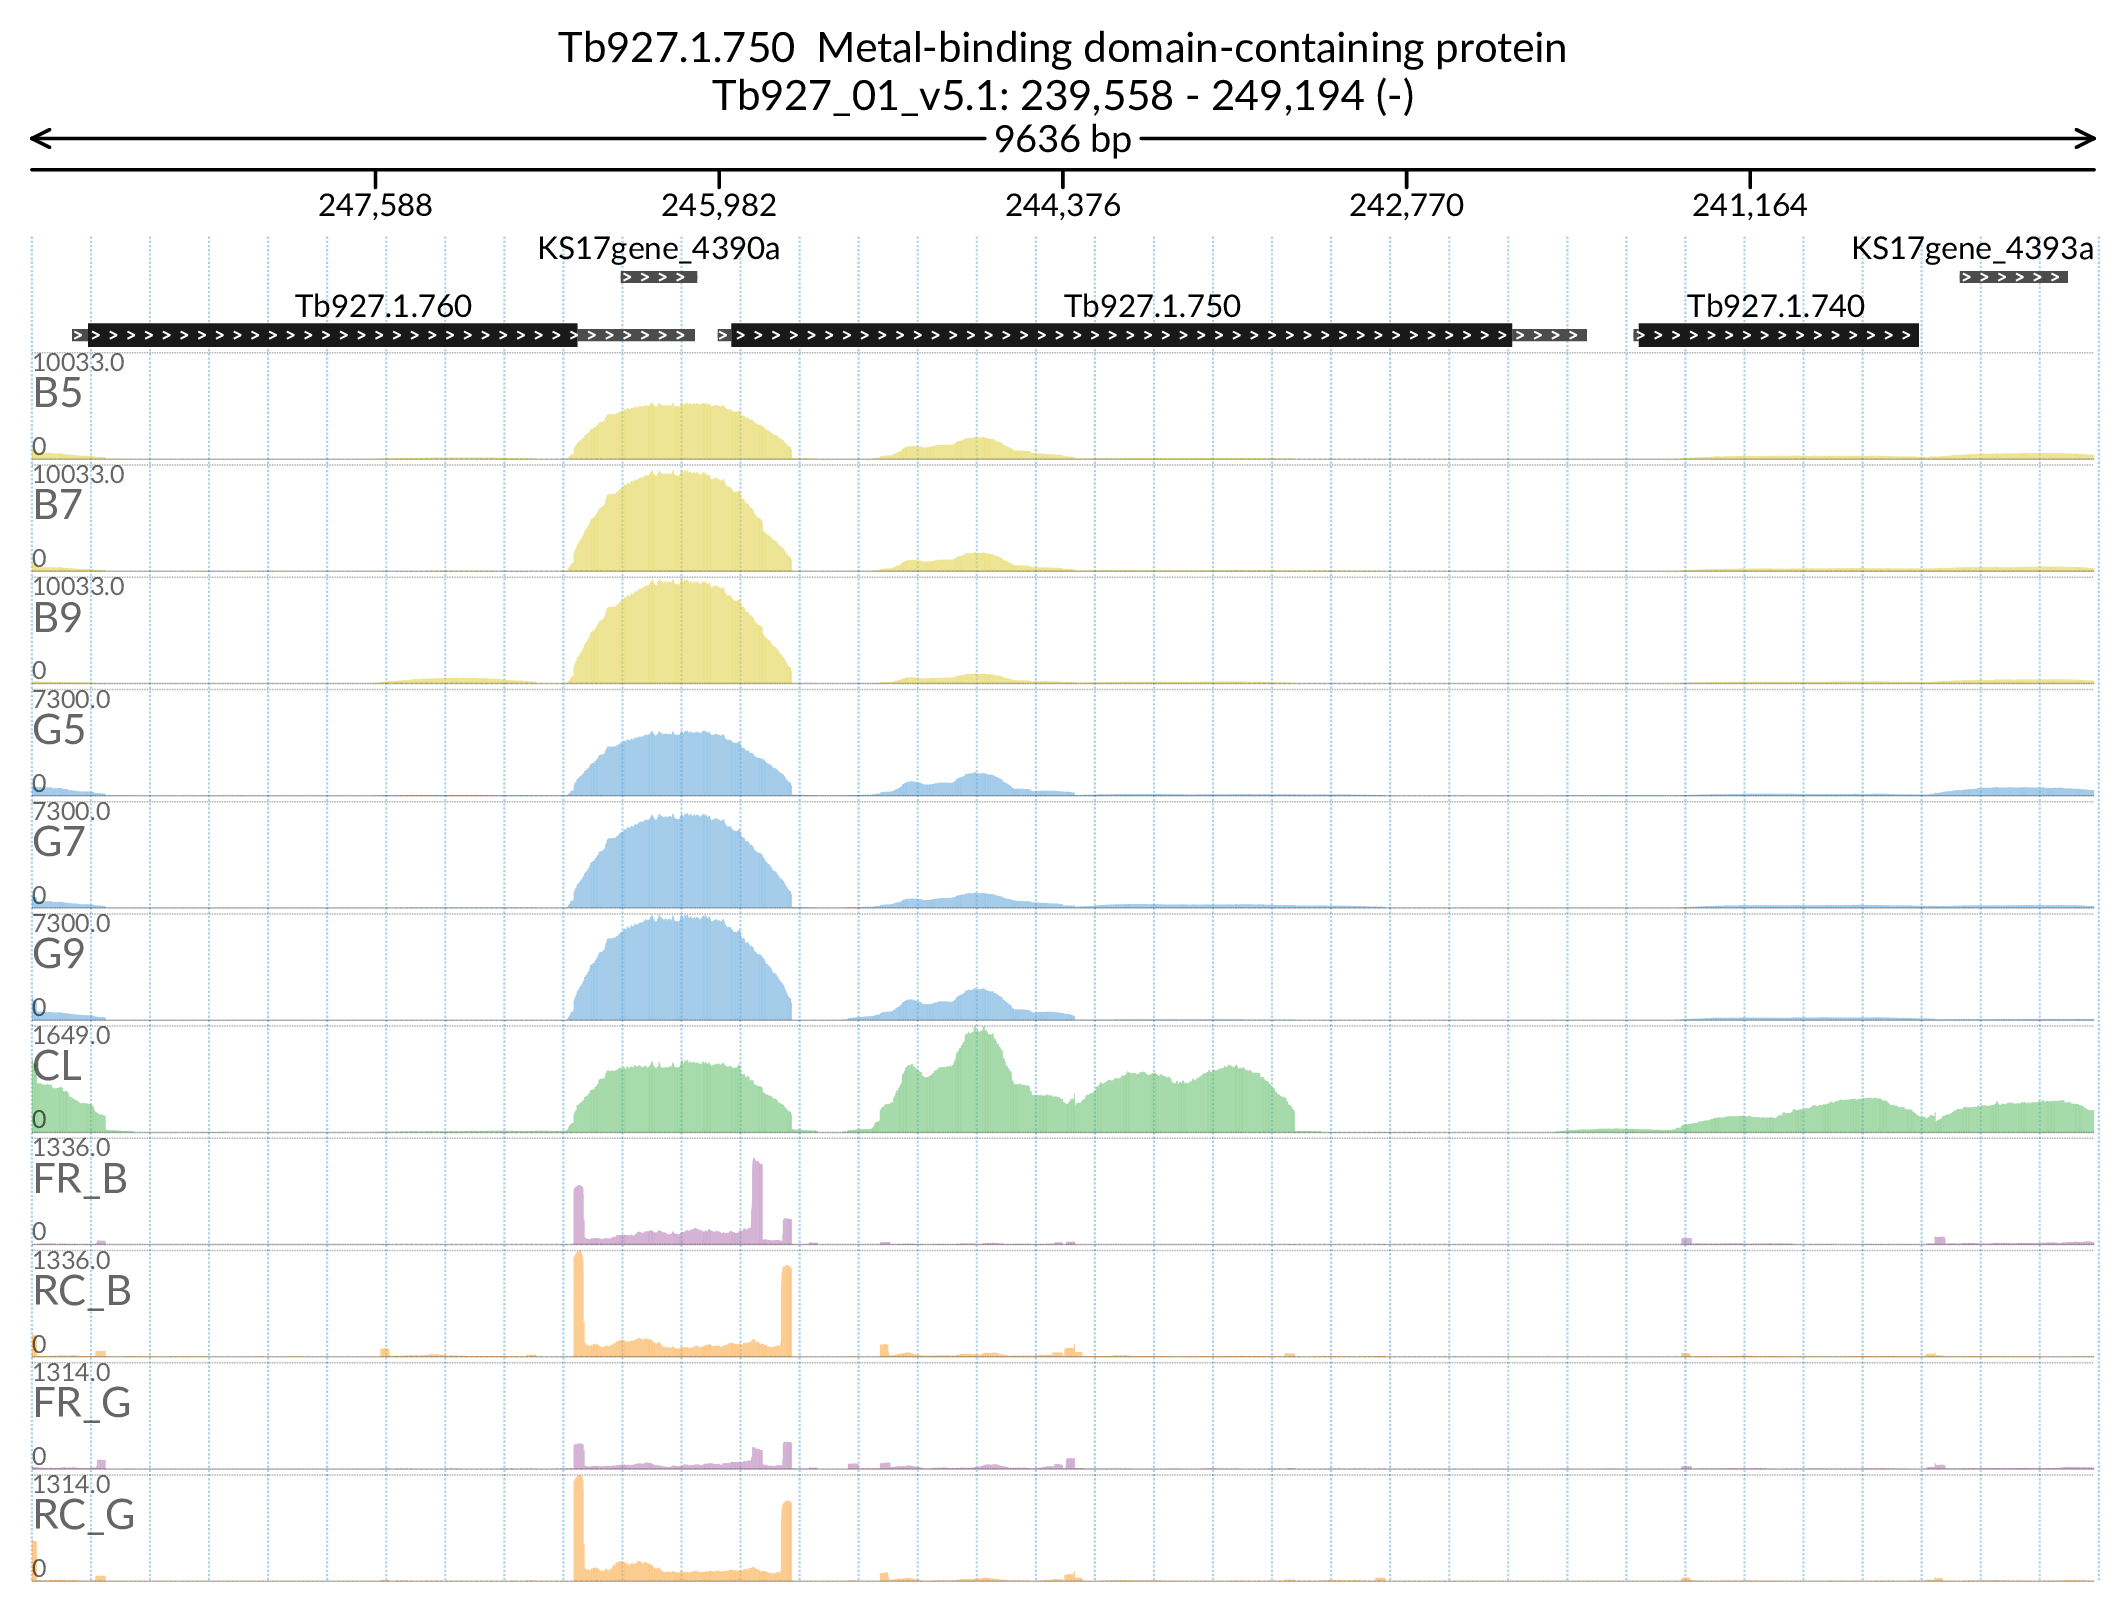 Tb927.1.750  Metal-binding domain-containing protein
Tb927_01_v5.1: 239,558 - 249,194 (-)
9636 bp
247,588 245,982 244,376 242,770 241,164
KS17gene_4390a KS17gene_4393a
Tb927.1.760 Tb927.1.750 Tb927.1.740
10033.0
B5
0
10033.0
B7
0
10033.0
B9
0
7300.0
G5
0
7300.0
G7
0
7300.0
G9
0
1649.0
CL
0
1336.0
FR_B
0
1336.0
RC_B
0
1314.0
FR_G
0
1314.0
RC_G
0